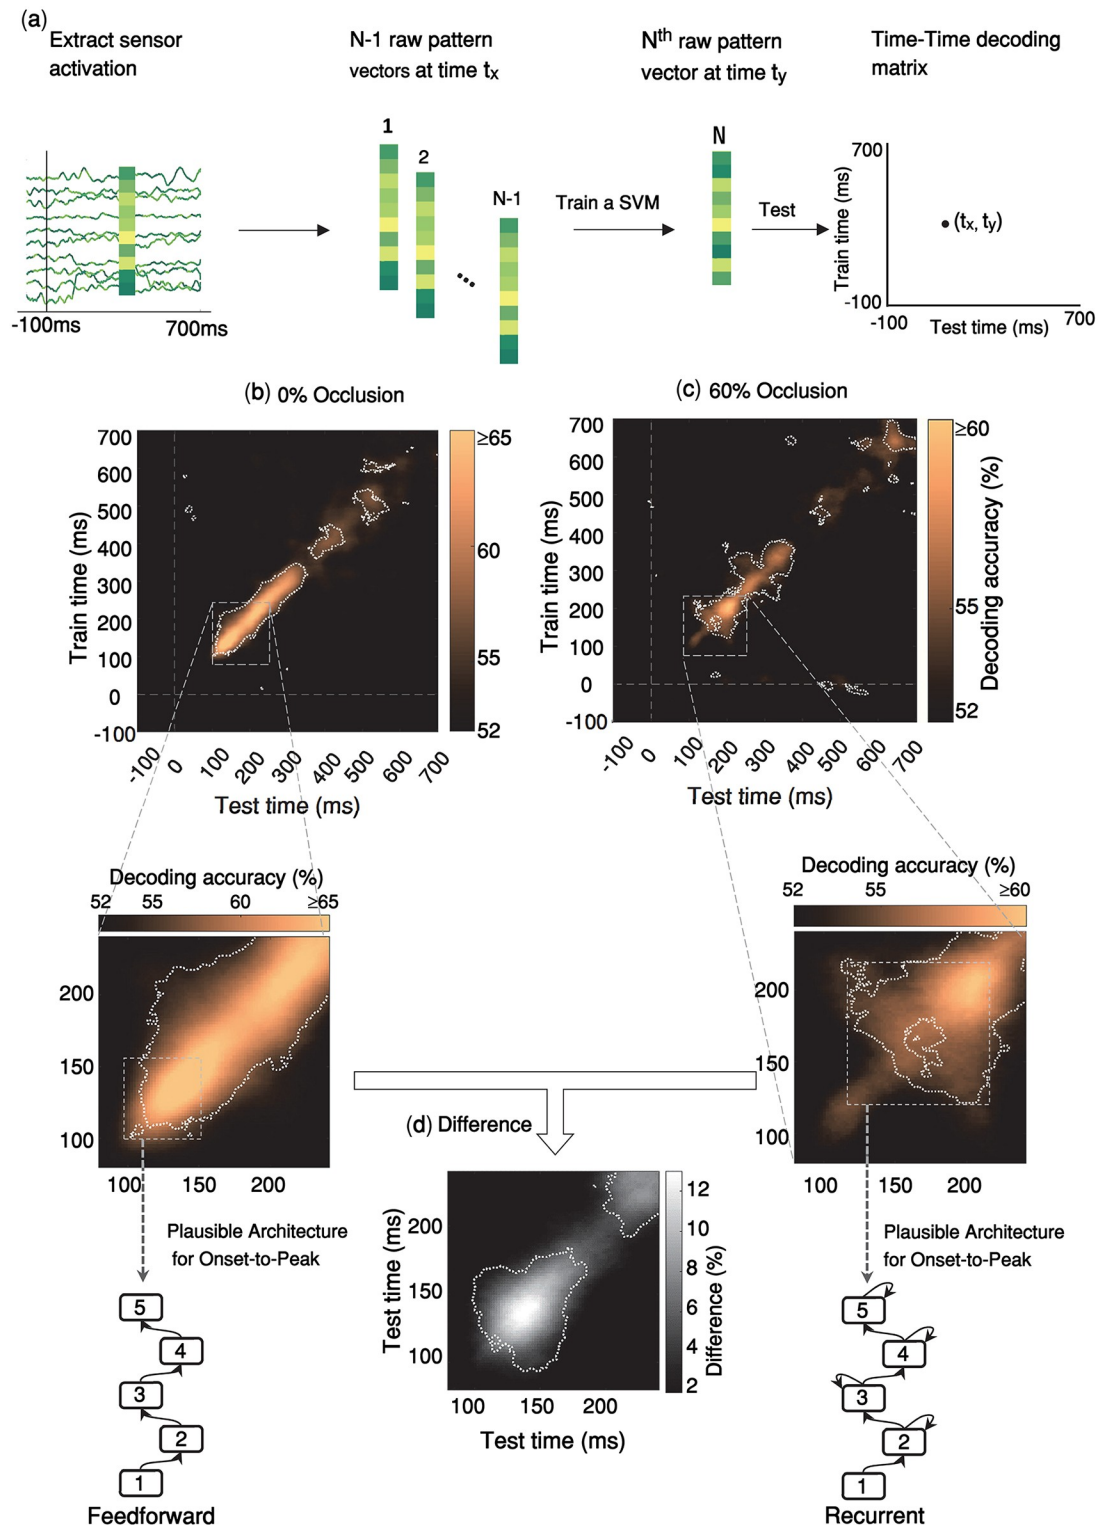 (a)
Extract sensor
activation
N-1 raw pattern
vectors at time tx
Nth raw pattern
vector at time ty
Time-Time decoding
matrix
1
2
N-1
N
Train a SVM
Test
-100ms
700ms
700
Train time (ms)
(tx, ty)
-100
-100
Test time (ms)
700
(b) 0% Occlusion
700
600
500
400
300
200
100
0
-100
Train time (ms)
-100
0
100
200
300
400
500
600
700
Test time (ms)
≥65
60
55
52
(c) 60% Occlusion
700
600
500
400
300
200
100
0
-100
Train time (ms)
-100
0
100
200
300
400
500
600
700
Test time (ms)
≥60
55
52
Decoding accuracy (%)
Decoding accuracy (%)
52
55
60
≥65
200
150
100
100
150
200
Decoding accuracy (%)
52
55
≥60
200
150
100
100
150
200
(d) Difference
200
150
100
Test time (ms)
100
150
200
Test time (ms)
12
10
8
6
4
2
Difference (%)
Plausible Architecture
for Onset-to-Peak
5
4
3
2
1
Feedforward
Plausible Architecture
for Onset-to-Peak
5
4
3
2
1
Recurrent